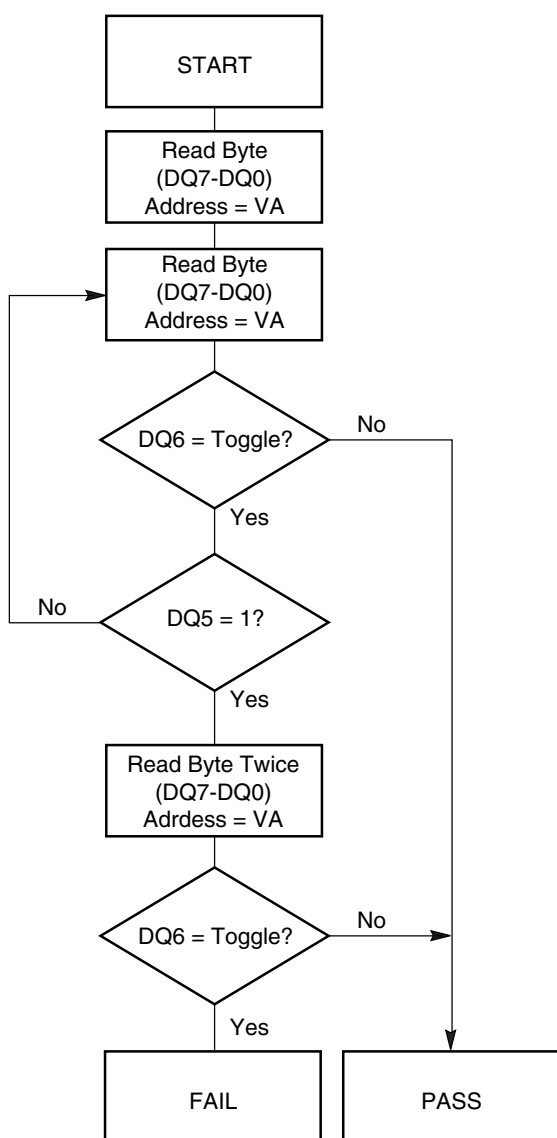 START
Read Byte
(DQ7-DQ0)
Address = VA
Read Byte
(DQ7-DQ0)
Address = VA
DQ6 = Toggle?
No
Yes
No
DQ5 = 1?
Yes
Read Byte Twice
(DQ7-DQ0)
Adrdess = VA
DQ6 = Toggle?
No
Yes
FAIL
PASS